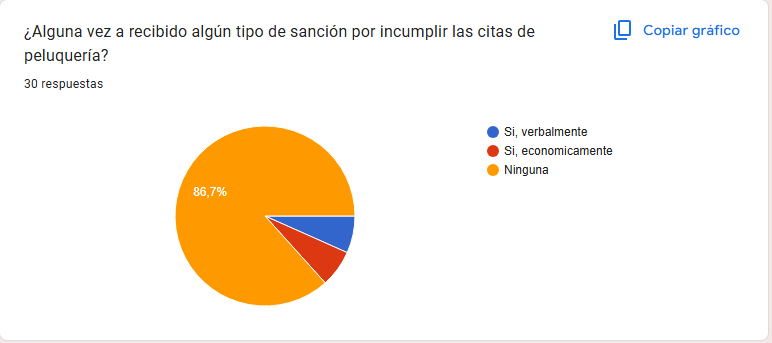 ¿Alguna vez a recibido algún tipo de sanción por incumplir las citas de
peluquería?
Copiar gráfico
30 respuestas
Si, verbalmente
Si, economicamente
Ninguna
86,7%